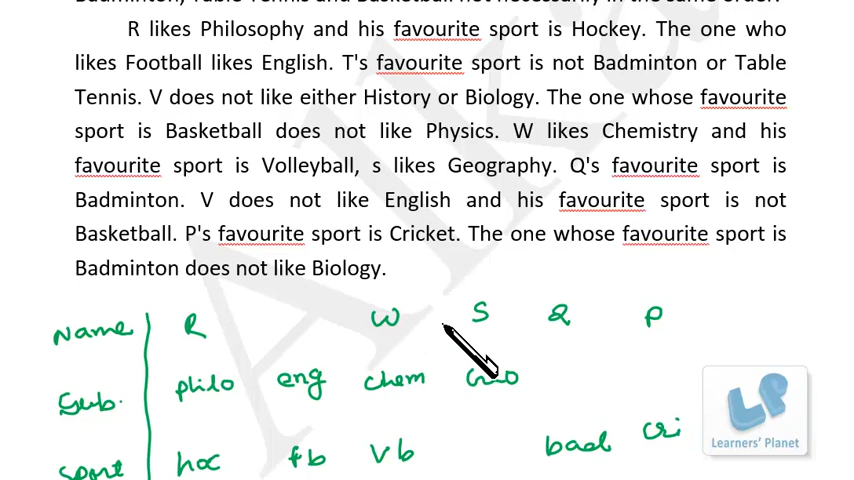 Badminton, Table Tennis and Basketball not necessarily in the same order.
R likes Philosophy and his favourite sport is Hockey. The one who
likes Football likes English. T's favourite sport is not Badminton or Table
Tennis. V does not like either History or Biology. The one whose favourite
sport is Basketball does not like Physics. W likes Chemistry and his
favourite sport is Volleyball, s likes Geography. Q's favourite sport is
Badminton. V does not like English and his favourite sport is not
Basketball. P's favourite sport is Cricket. The one whose favourite sport is
Badminton does not like Biology.
Name R W S Q P
Sub. philo eng chem Geo
sport hoc fb vb bad cri
LP
Learners' Planet